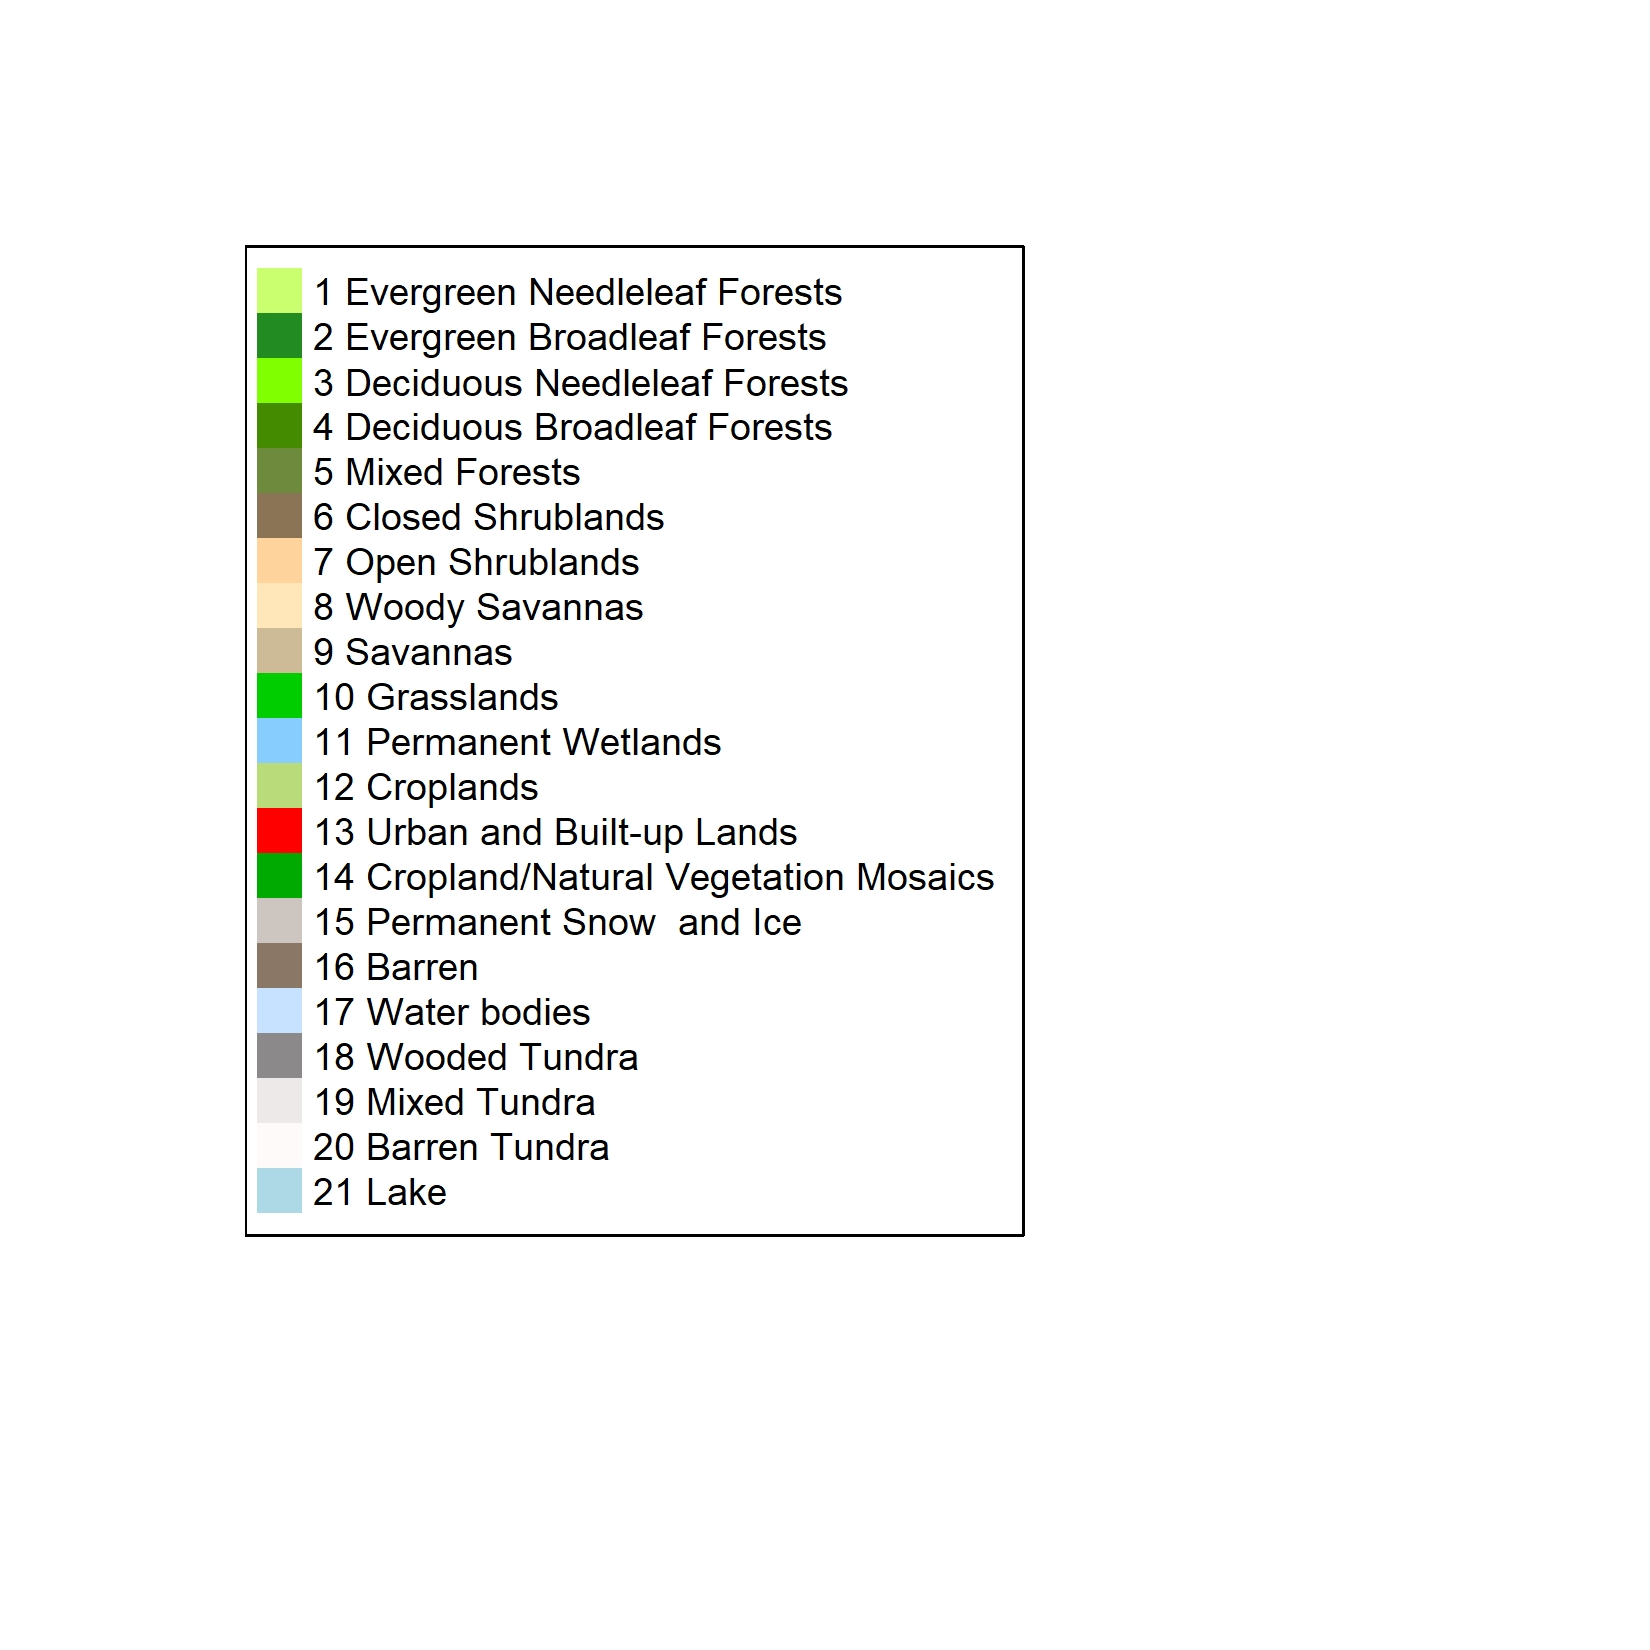 1 Evergreen Needleleaf Forests
2 Evergreen Broadleaf Forests
3 Deciduous Needleleaf Forests
4 Deciduous Broadleaf Forests
5 Mixed Forests
6 Closed Shrublands
7 Open Shrublands
8 Woody Savannas
9 Savannas
10 Grasslands
11 Permanent Wetlands
12 Croplands
13 Urban and Built-up Lands
14 Cropland/Natural Vegetation Mosaics
15 Permanent Snow  and Ice
16 Barren
17 Water bodies
18 Wooded Tundra
19 Mixed Tundra
20 Barren Tundra
21 Lake